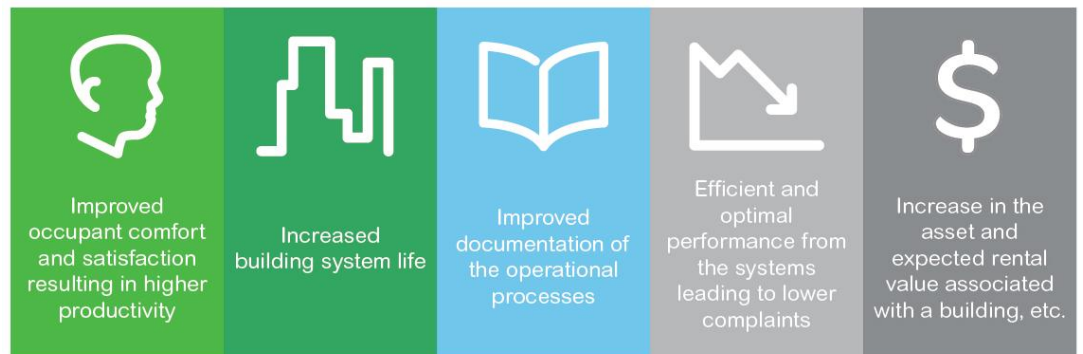 Improved
occupant comfort
and satisfaction
resulting in higher
productivity
Increased
building system life
Improved
documentation of
the operational
processes
Efficient and
optimal
performance from
the systems
leading to lower
complaints
$
Increase in the
asset and
expected rental
value associated
with a building, etc.